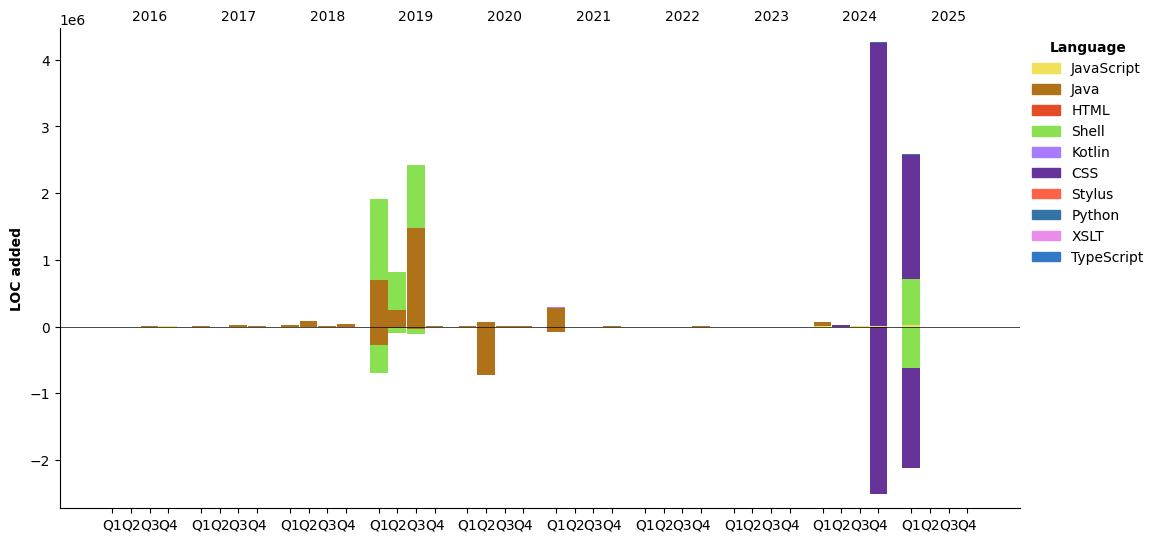 1e6
2016 2017 2018 2019 2020 2021 2022 2023 2024 2025
4
3
2
1
0
−1
−2
LOC added
Q1Q2Q3Q4 Q1Q2Q3Q4 Q1Q2Q3Q4 Q1Q2Q3Q4 Q1Q2Q3Q4 Q1Q2Q3Q4 Q1Q2Q3Q4 Q1Q2Q3Q4 Q1Q2Q3Q4 Q1Q2Q3Q4
Language
JavaScript
Java
HTML
Shell
Kotlin
CSS
Stylus
Python
XSLT
TypeScript